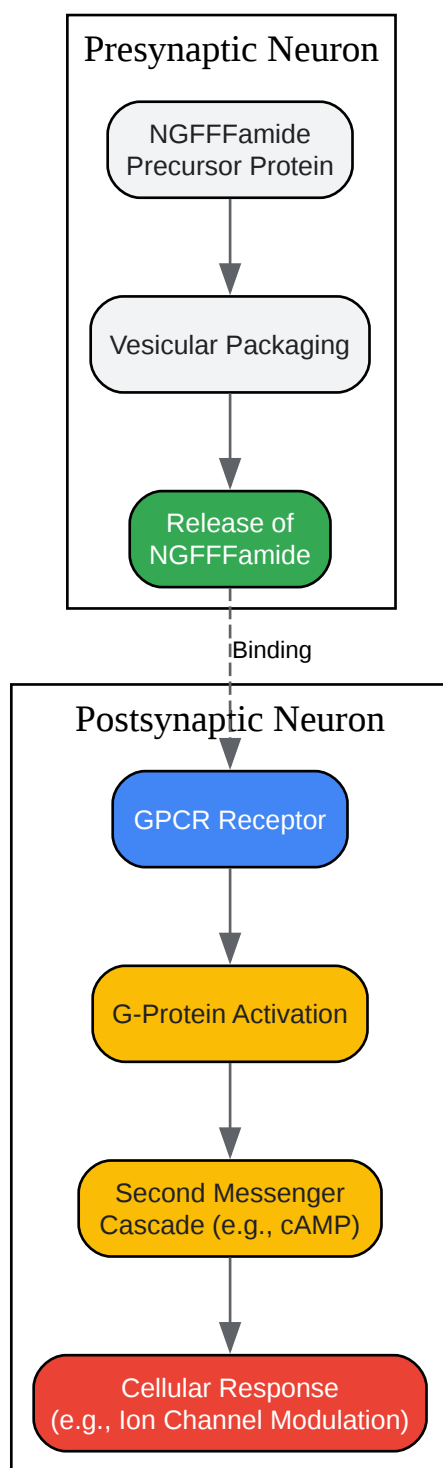 Presynaptic Neuron
NGFFFamide
Precursor Protein
Vesicular Packaging
Release of
NGFFFamide
Binding
Postsynaptic Neuron
GPCR Receptor
G-Protein Activation
Second Messenger
Cascade (e.g., cAMP)
Cellular Response
(e.g., Ion Channel Modulation)